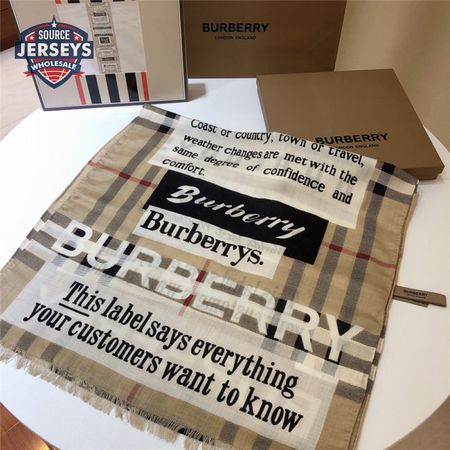 SOURCE
JERSEYS
WHOLESALE
BURBERRY
LONDON ENGLAND
BURBERRY
Coast or country, town or travel,
weather changes are met with the
same degree of confidence and
comfort.
Burberry
Burberrys.
BURBERRY
This label says everything
your customers want to know
BURBERRY